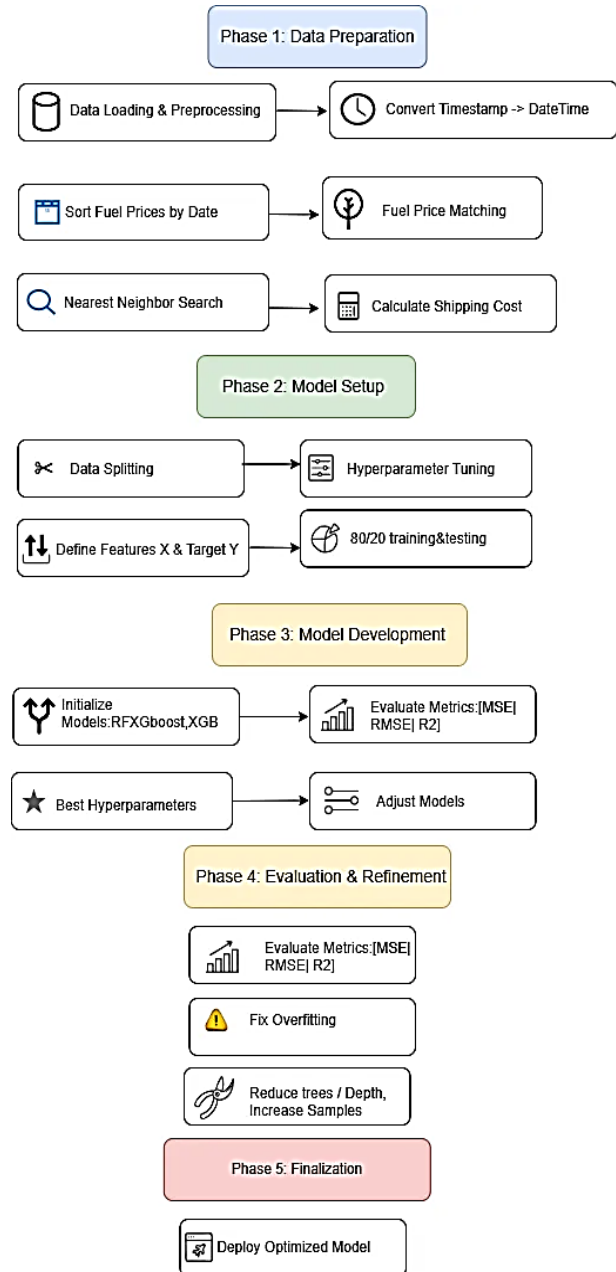 Phase 1: Data Preparation
Data Loading & Preprocessing
Convert Timestamp -> DateTime
Sort Fuel Prices by Date
Fuel Price Matching
Nearest Neighbor Search
Calculate Shipping Cost
Phase 2: Model Setup
Data Splitting
Hyperparameter Tuning
Define Features X & Target Y
80/20 training&testing
Phase 3: Model Development
Initialize
Models:RFXGboost,XGB
Evaluate Metrics:[MSE|
RMSE| R2]
Best Hyperparameters
Adjust Models
Phase 4: Evaluation & Refinement
Evaluate Metrics:[MSE|
RMSE| R2]
Fix Overfitting
Reduce trees / Depth,
Increase Samples
Phase 5: Finalization
Deploy Optimized Model